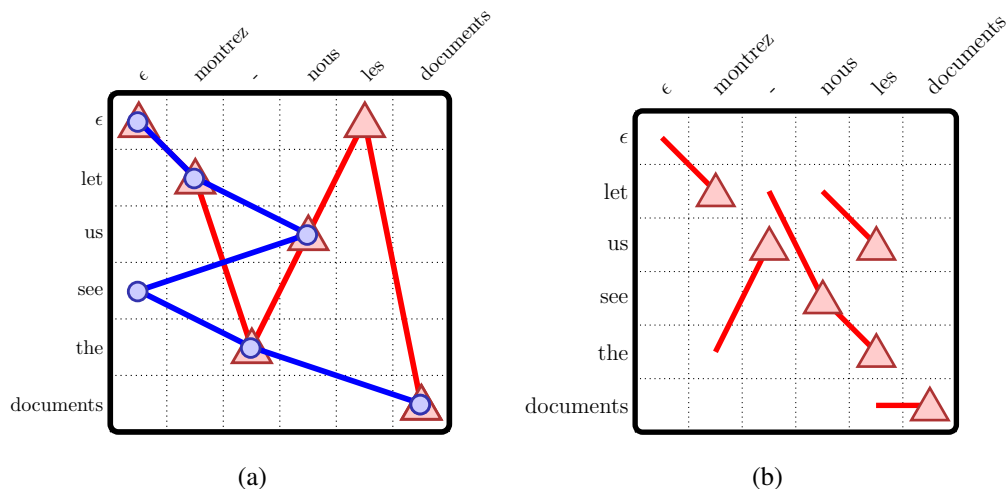 ϵ montrez - nous les documents
ϵ
let
us
see
the
documents
(a)
ϵ montrez - nous les documents
ϵ
let
us
see
the
documents
(b)